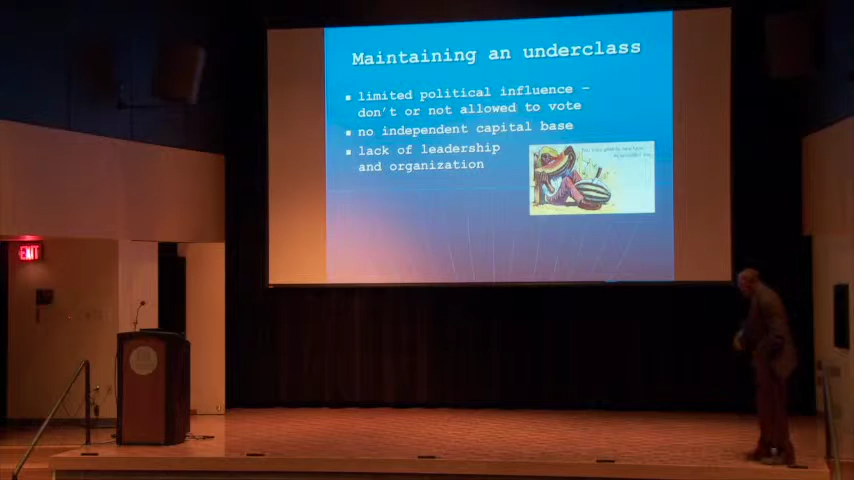 Maintaining an underclass
▪ limited political influence –
don't or not allowed to vote
▪ no independent capital base
▪ lack of leadership
and organization
EXIT